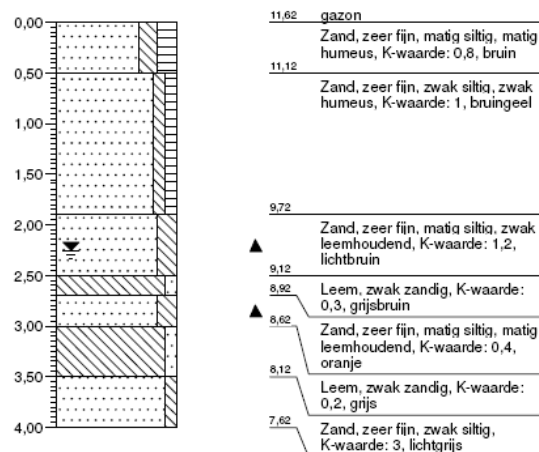 0,00
0,50
1,00
1,50
2,00
2,50
3,00
3,50
4,00
11,62 gazon
Zand, zeer fijn, matig siltig, matig
humeus, K-waarde: 0,8, bruin
11,12
Zand, zeer fijn, zwak siltig, zwak
humeus, K-waarde: 1, bruingeel
9,72
Zand, zeer fijn, matig siltig, zwak
leemhoudend, K-waarde: 1,2,
lichtbruin
9,12
8,92
Leem, zwak zandig, K-waarde:
0,3, grijsbruin
8,62
Zand, zeer fijn, matig siltig, matig
leemhoudend, K-waarde: 0,4,
oranje
8,12
Leem, zwak zandig, K-waarde:
0,2, grijs
7,62
Zand, zeer fijn, zwak siltig,
K-waarde: 3, lichtgrijs